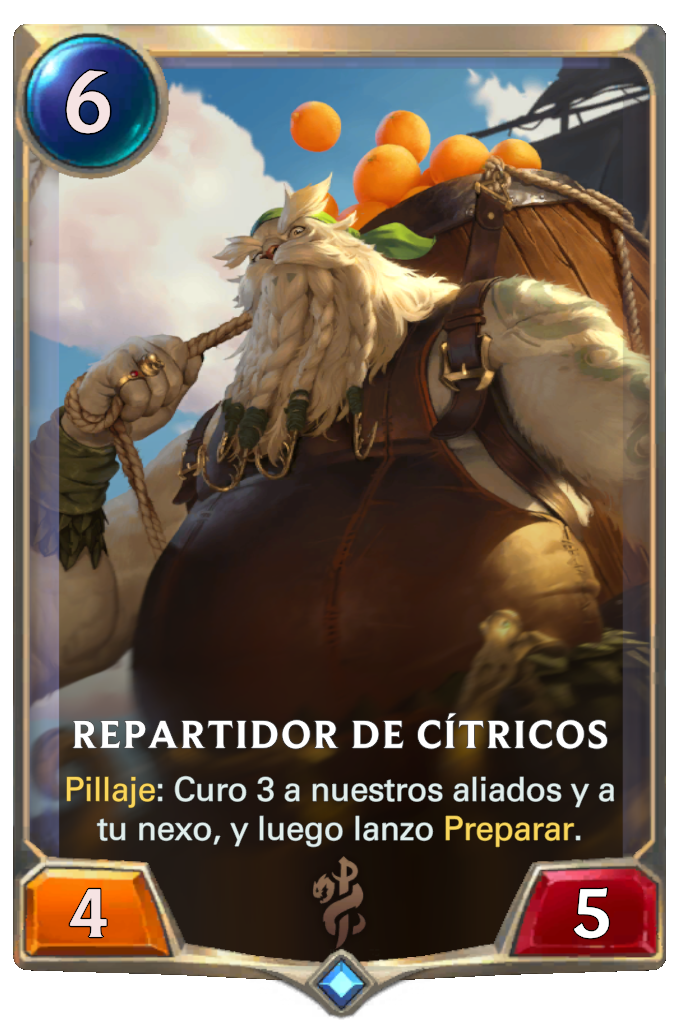 6
REPARTIDOR DE CÍTRICOS
Pillaje: Curo 3 a nuestros aliados y a
tu nexo, y luego lanzo Preparar.
4
5